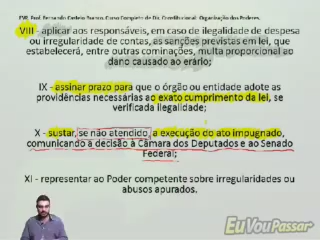 EVP. Prof. Fernando Castelo Branco. Curso Completo de Dir. Constitucional. Organização dos Poderes.
VIII - aplicar aos responsáveis, em caso de ilegalidade de despesa
ou irregularidade de contas, as sanções previstas em lei, que
estabelecerá, entre outras cominações, multa proporcional ao
dano causado ao erário;
IX - assinar prazo para que o órgão ou entidade adote as
providências necessárias ao exato cumprimento da lei, se
verificada ilegalidade;
X - sustar, se não atendido, a execução do ato impugnado,
comunicando a decisão à Câmara dos Deputados e ao Senado
Federal;
XI - representar ao Poder competente sobre irregularidades ou
abusos apurados.
EuVouPassar